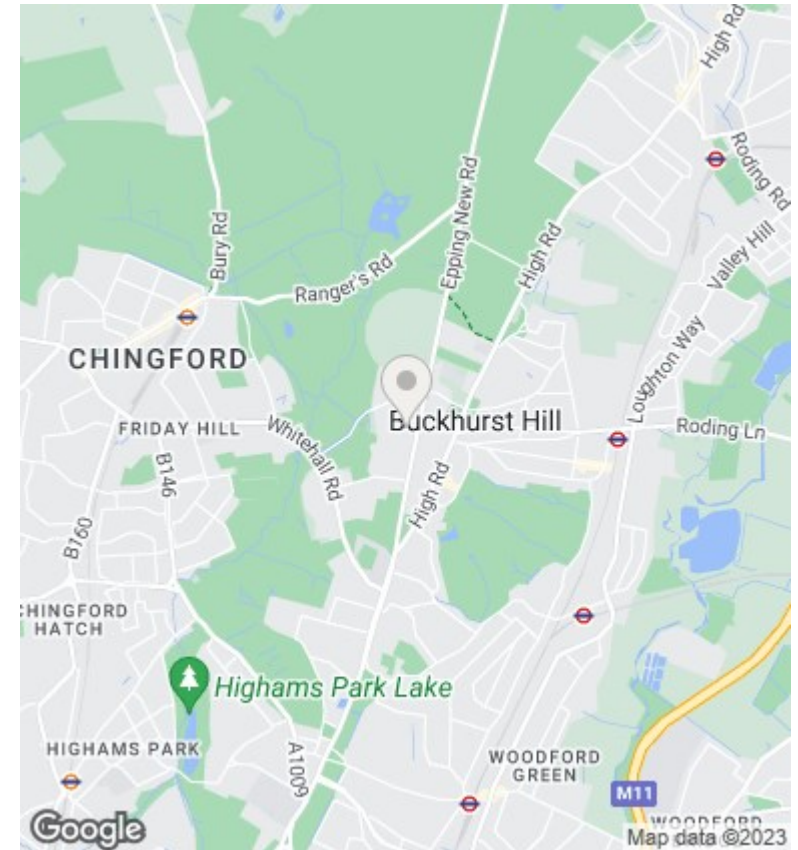 High Rd
Roding Rd
Epping New Rd
Bury Rd
High Rd
Valley Hill
Ranger's Rd
Loughton Way
CHINGFORD
Buckhurst Hill
FRIDAY HILL
Whitehall Rd
Roding Ln
B146
High Rd
B160
CHINGFORD
HATCH
Highams Park Lake
HIGHAMS PARK
A1009
WOODFORD
GREEN
M11
WOODFORD
Google
Map data ©2023